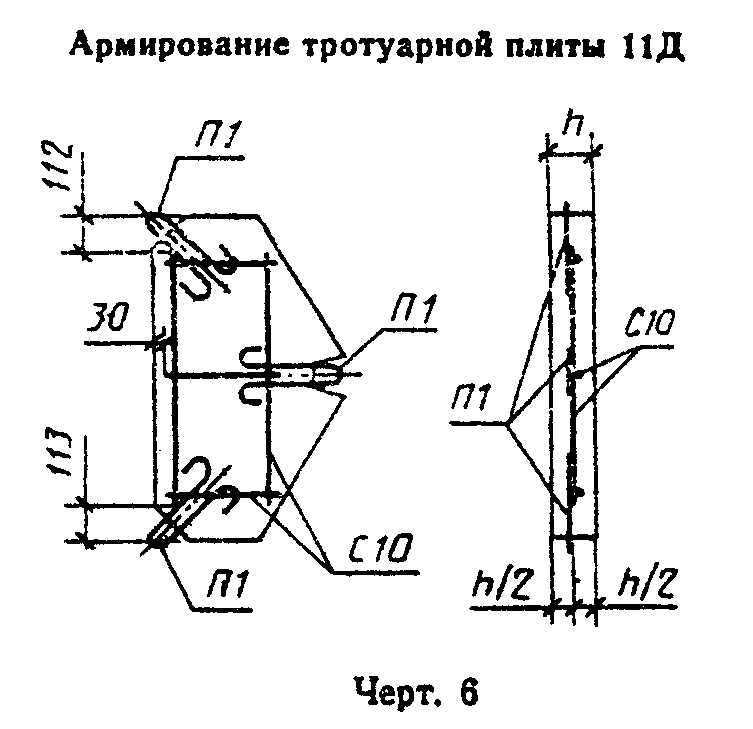 Армирование тротуарной плиты 11Д
П1
h
112
П1
30
С10
П1
113
С10
П1
h/2
h/2
Черт. 6